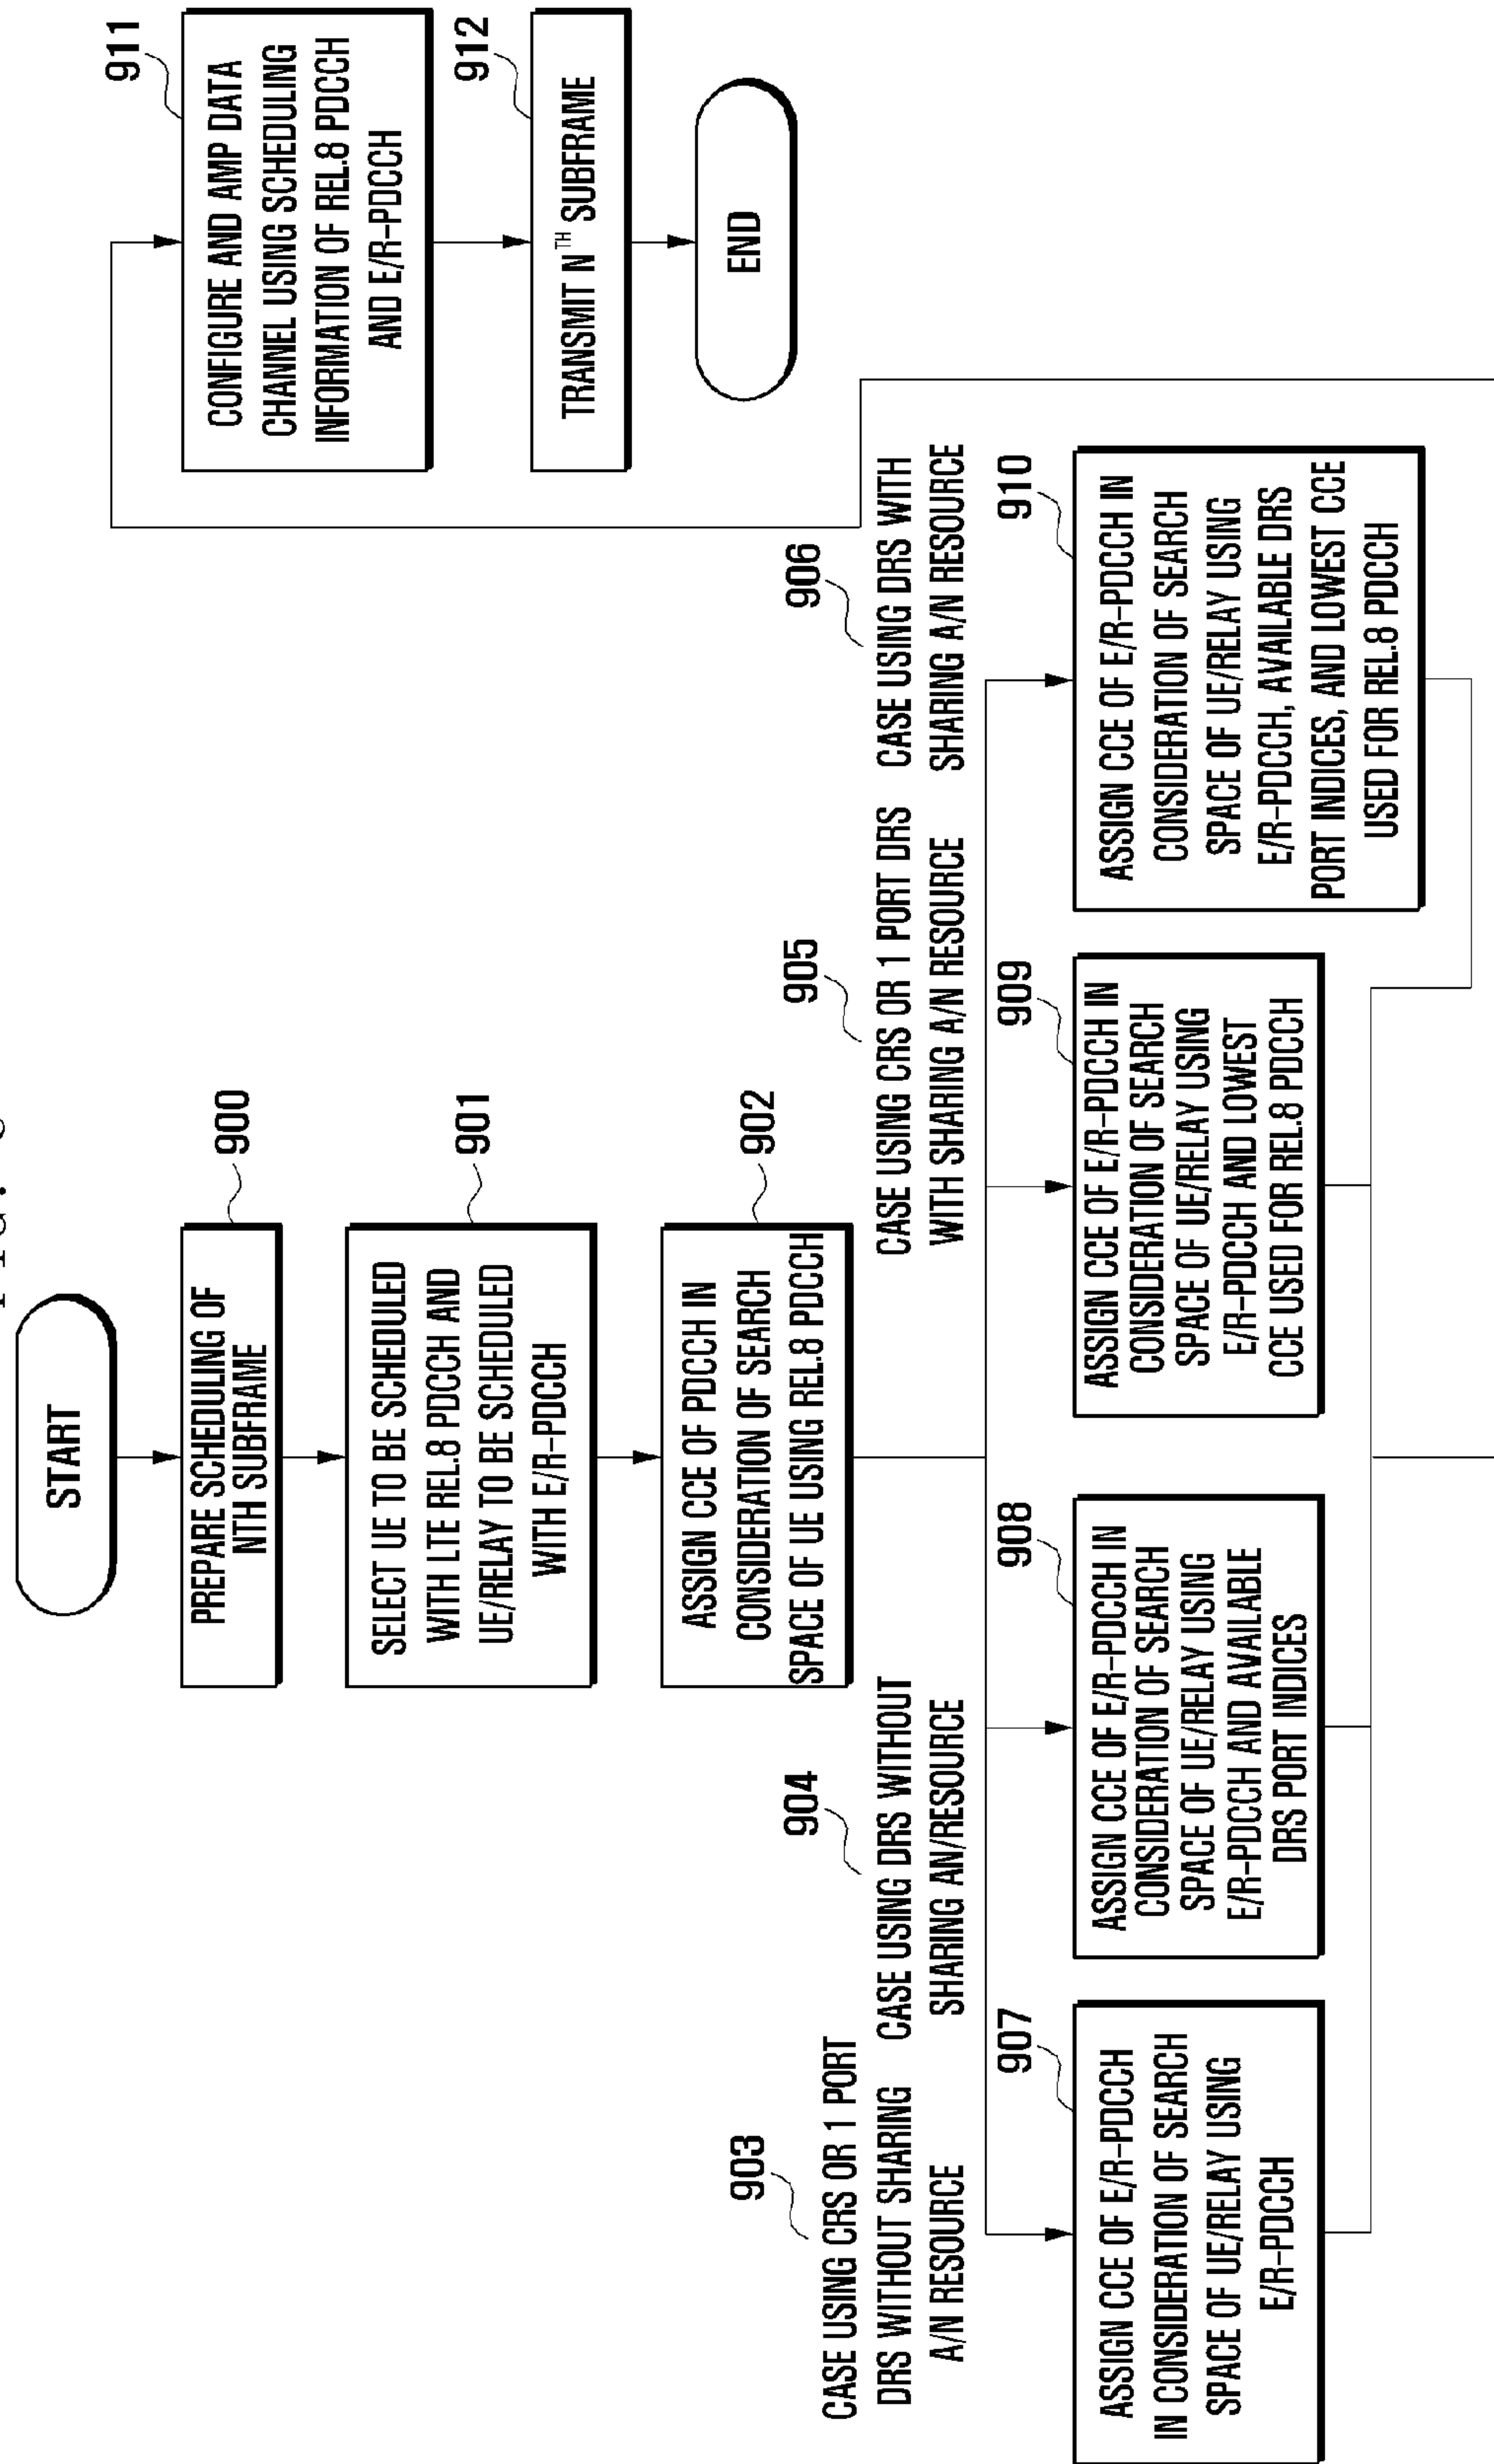 START
900
PREPARE SCHEDULING OF
NTH SUBFRAME
901
SELECT UE TO BE SCHEDULED
WITH LTE REL.8 PDCCH AND
UE/RELAY TO BE SCHEDULED
WITH E/R-PDCCH
902
ASSIGN CCE OF PDCCH IN
CONSIDERATION OF SEARCH
SPACE OF UE USING REL.8 PDCCH
903
CASE USING CRS OR 1 PORT
DRS WITHOUT SHARING
A/N RESOURCE
904
CASE USING DRS WITHOUT
SHARING AN/RESOURCE
905
CASE USING CRS OR 1 PORT DRS
WITH SHARING A/N RESOURCE
906
CASE USING DRS WITH
SHARING A/N RESOURCE
907
ASSIGN CCE OF E/R-PDCCH
IN CONSIDERATION OF SEARCH
SPACE OF UE/RELAY USING
E/R-PDCCH
908
ASSIGN CCE OF E/R-PDCCH IN
CONSIDERATION OF SEARCH
SPACE OF UE/RELAY USING
E/R-PDCCH AND AVAILABLE
DRS PORT INDICES
909
ASSIGN CCE OF E/R-PDCCH IN
CONSIDERATION OF SEARCH
SPACE OF UE/RELAY USING
E/R-PDCCH AND LOWEST
CCE USED FOR REL.8 PDCCH
910
ASSIGN CCE OF E/R-PDCCH IN
CONSIDERATION OF SEARCH
SPACE OF UE/RELAY USING
E/R-PDCCH, AVAILABLE DRS
PORT INDICES, AND LOWEST CCE
USED FOR REL.8 PDCCH
911
CONFIGURE AND AMP DATA
CHANNEL USING SCHEDULING
INFORMATION OF REL.8 PDCCH
AND E/R-PDCCH
912
TRANSMIT N TH SUBFRAME
END